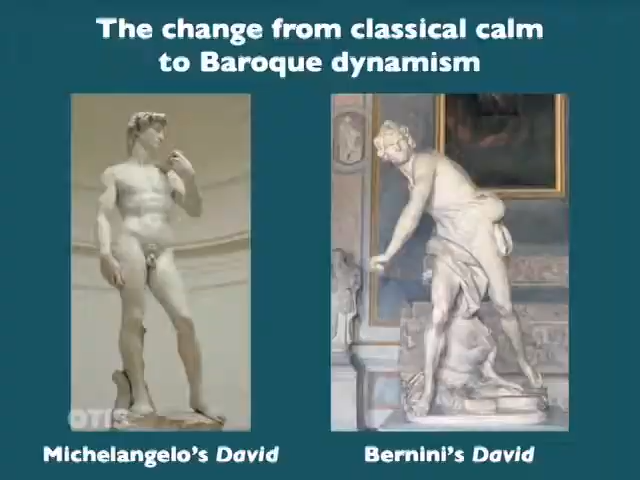 The change from classical calm
to Baroque dynamism
OTIS
Michelangelo's David
Bernini's David